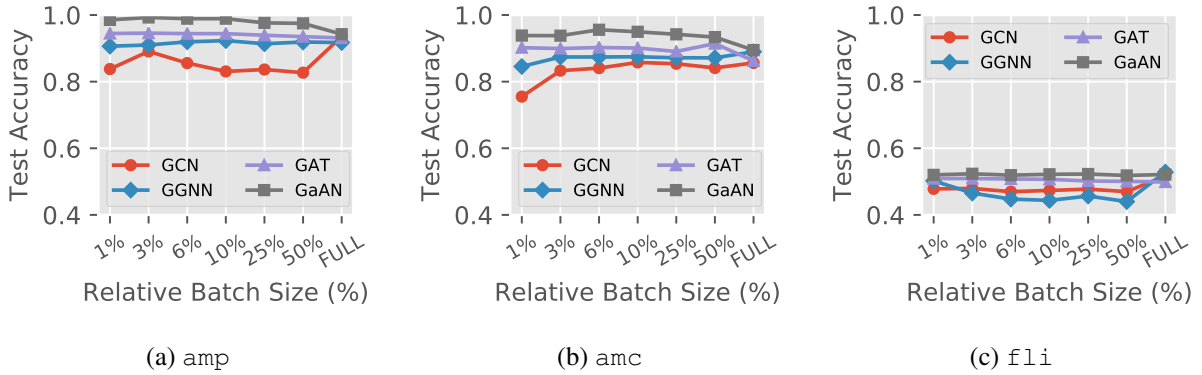 1.0
0.8
0.6
0.4
Test Accuracy
GCN
GAT
GGNN
GaAN
1% 3% 6% 10% 25% 50% FULL
Relative Batch Size (%)
(a) amp
1.0
0.8
0.6
0.4
Test Accuracy
GCN
GAT
GGNN
GaAN
1% 3% 6% 10% 25% 50% FULL
Relative Batch Size (%)
(b) amc
1.0
0.8
0.6
0.4
Test Accuracy
GCN
GAT
GGNN
GaAN
1% 3% 6% 10% 25% 50% FULL
Relative Batch Size (%)
(c) fli